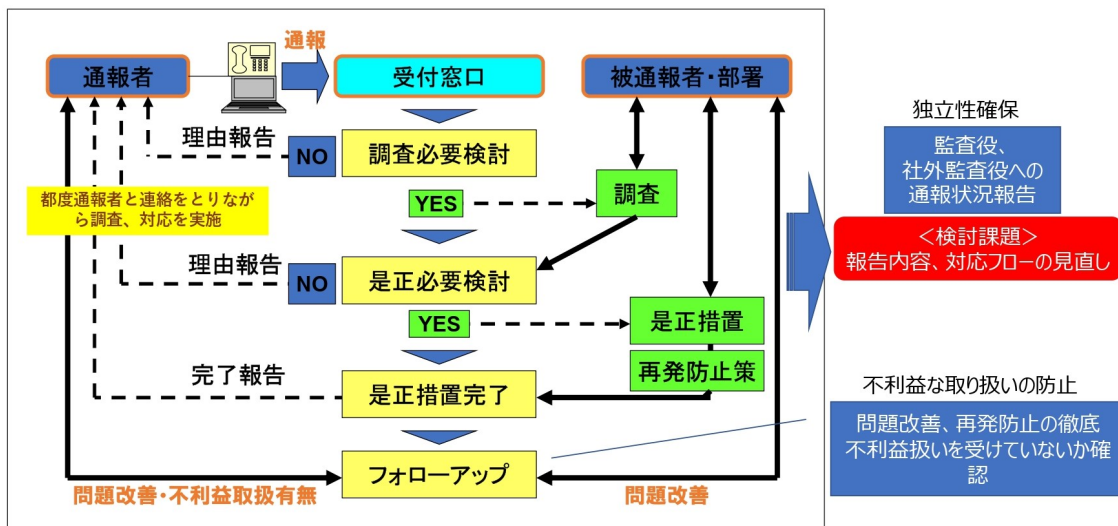 通報
通報者
受付窓口
被通報者・部署
理由報告
NO
調査必要検討
YES
調査
都度通報者と連絡をとりなが
ら調査、対応を実施
理由報告
NO
是正必要検討
YES
是正措置
再発防止策
完了報告
是正措置完了
フォローアップ
問題改善・不利益取扱有無
問題改善
独立性確保
監査役、
社外監査役への
通報状況報告
＜検討課題＞
報告内容、対応フローの見直し
不利益な取り扱いの防止
問題改善、再発防止の徹底
不利益扱いを受けていないか確
認